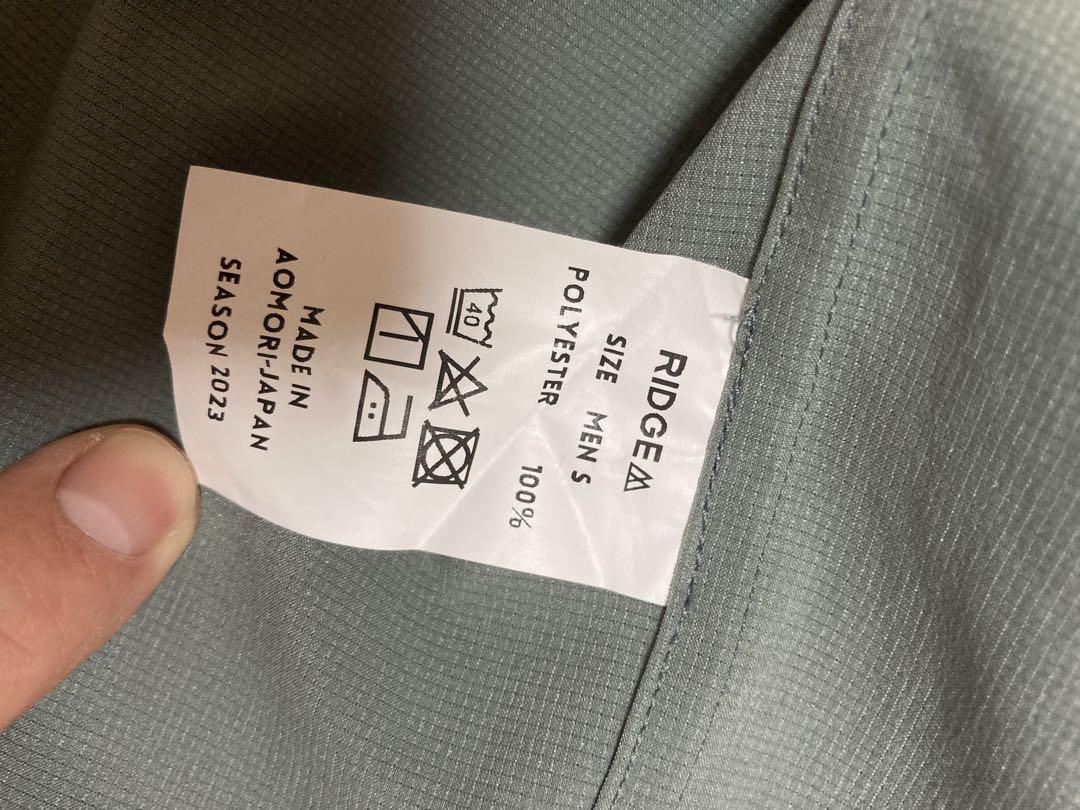 RIDGE
SIZE MEN S
POLYESTER 100%
40
MADE IN
AOMORI-JAPAN
SEASON 2023